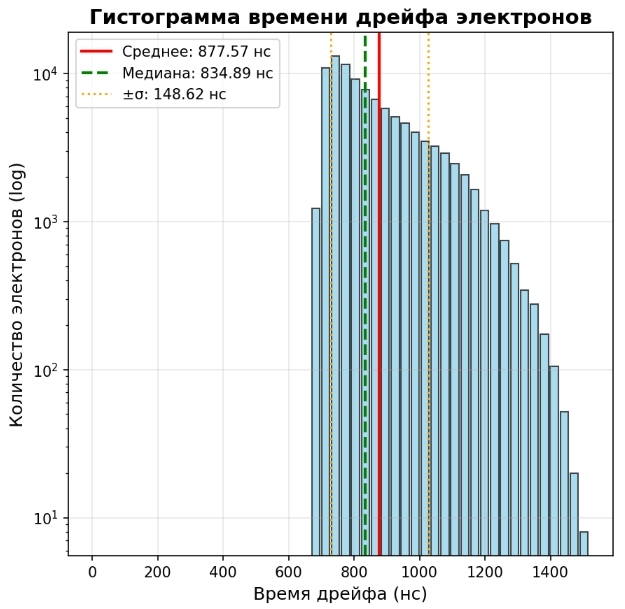 Гистограмма времени дрейфа электронов
Среднее: 877.57 нс
Медиана: 834.89 нс
±σ: 148.62 нс
Количество электронов (log)
10⁴
10³
10²
10¹
0 200 400 600 800 1000 1200 1400
Время дрейфа (нс)